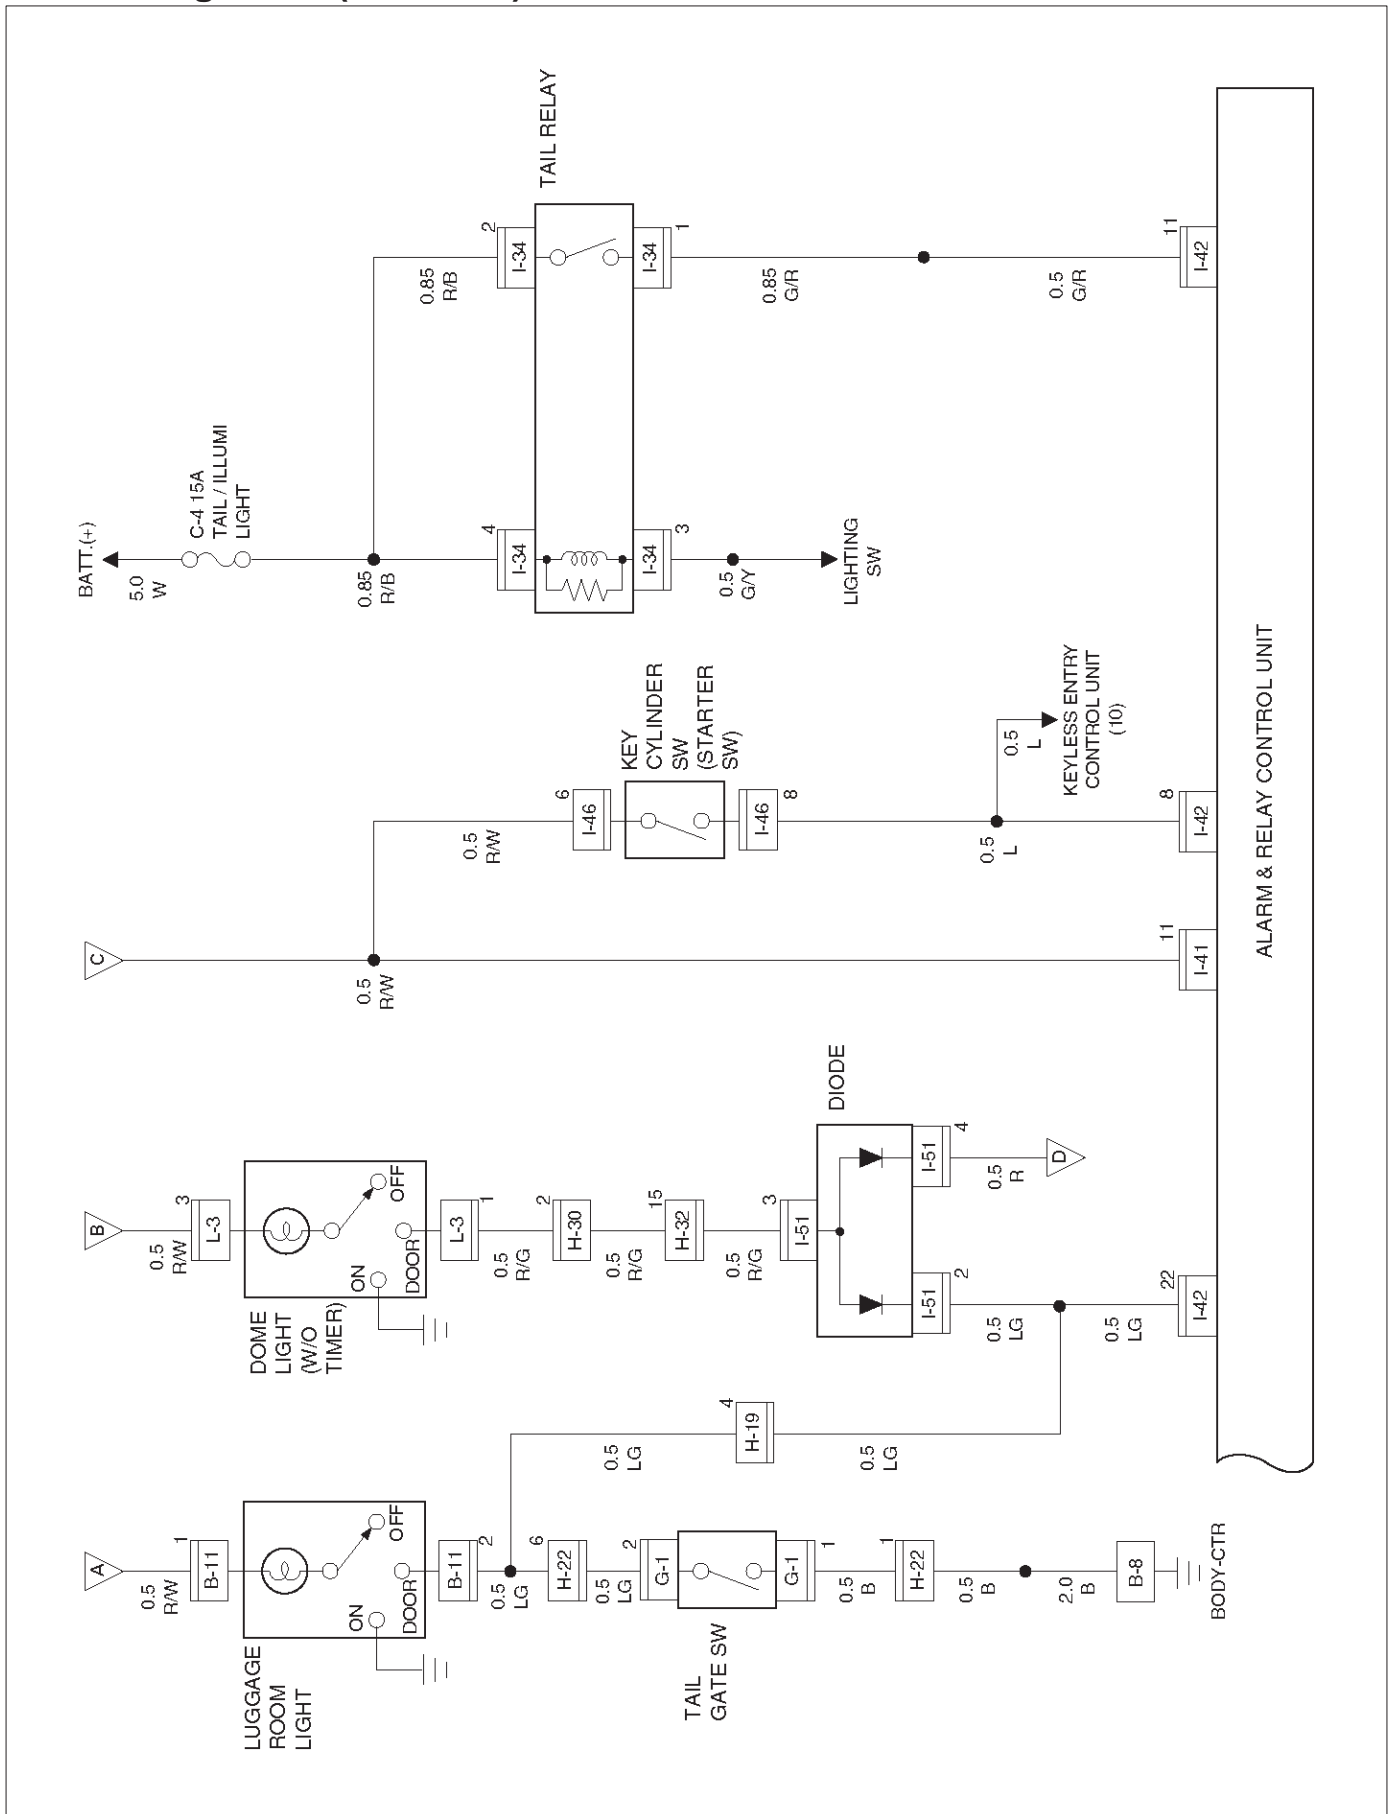 A
0.5
R/W
1
B-11
LUGGAGE
ROOM
LIGHT
ON
DOOR
OFF
B-11
2
0.5
LG
6
H-22
0.5
LG
2
G-1
TAIL
GATE SW
G-1
1
0.5
B
1
H-22
0.5
B
2.0
B
B-8
BODY-CTR
0.5
LG
4
H-19
0.5
LG
B
0.5
R/W
3
L-3
DOME
LIGHT
(W/O
TIMER)
ON
DOOR
OFF
L-3
1
0.5
R/G
2
H-30
0.5
R/G
15
H-32
0.5
R/G
3
I-51
DIODE
I-51
2
I-51
4
0.5
R
D
0.5
LG
0.5
LG
22
I-42
C
0.5
R/W
11
I-41
0.5
R/W
6
I-46
KEY
CYLINDER
SW
(STARTER
SW)
I-46
8
0.5
L
0.5
L
KEYLESS ENTRY
CONTROL UNIT
(10)
8
I-42
BATT.(+)
5.0
W
C-4 15A
TAIL / ILLUMI
LIGHT
0.85
R/B
4
I-34
I-34
3
0.5
G/Y
LIGHTING
SW
0.85
R/B
2
I-34
TAIL RELAY
I-34
1
0.85
G/R
0.5
G/R
11
I-42
ALARM & RELAY CONTROL UNIT